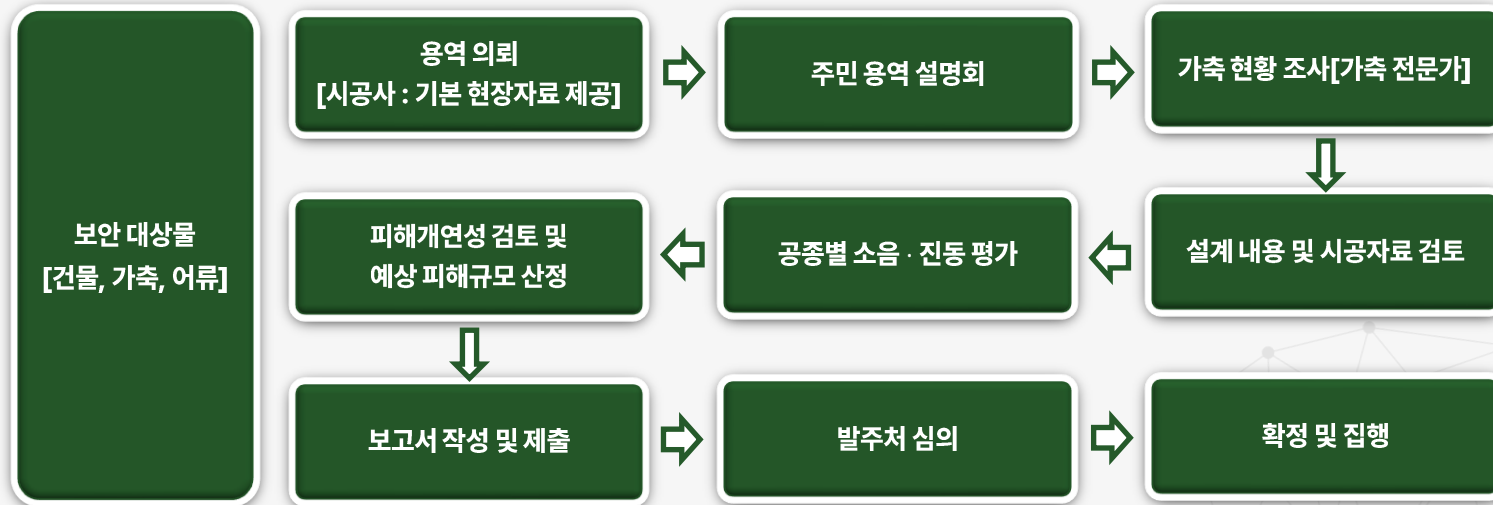 보안 대상물
[건물, 가축, 어류]
용역 의뢰
[시공사 : 기본 현장자료 제공]
주민 용역 설명회
가축 현황 조사[가축 전문가]
설계 내용 및 시공자료 검토
공종별 소음 · 진동 평가
피해개연성 검토 및
예상 피해규모 산정
보고서 작성 및 제출
발주처 심의
확정 및 집행